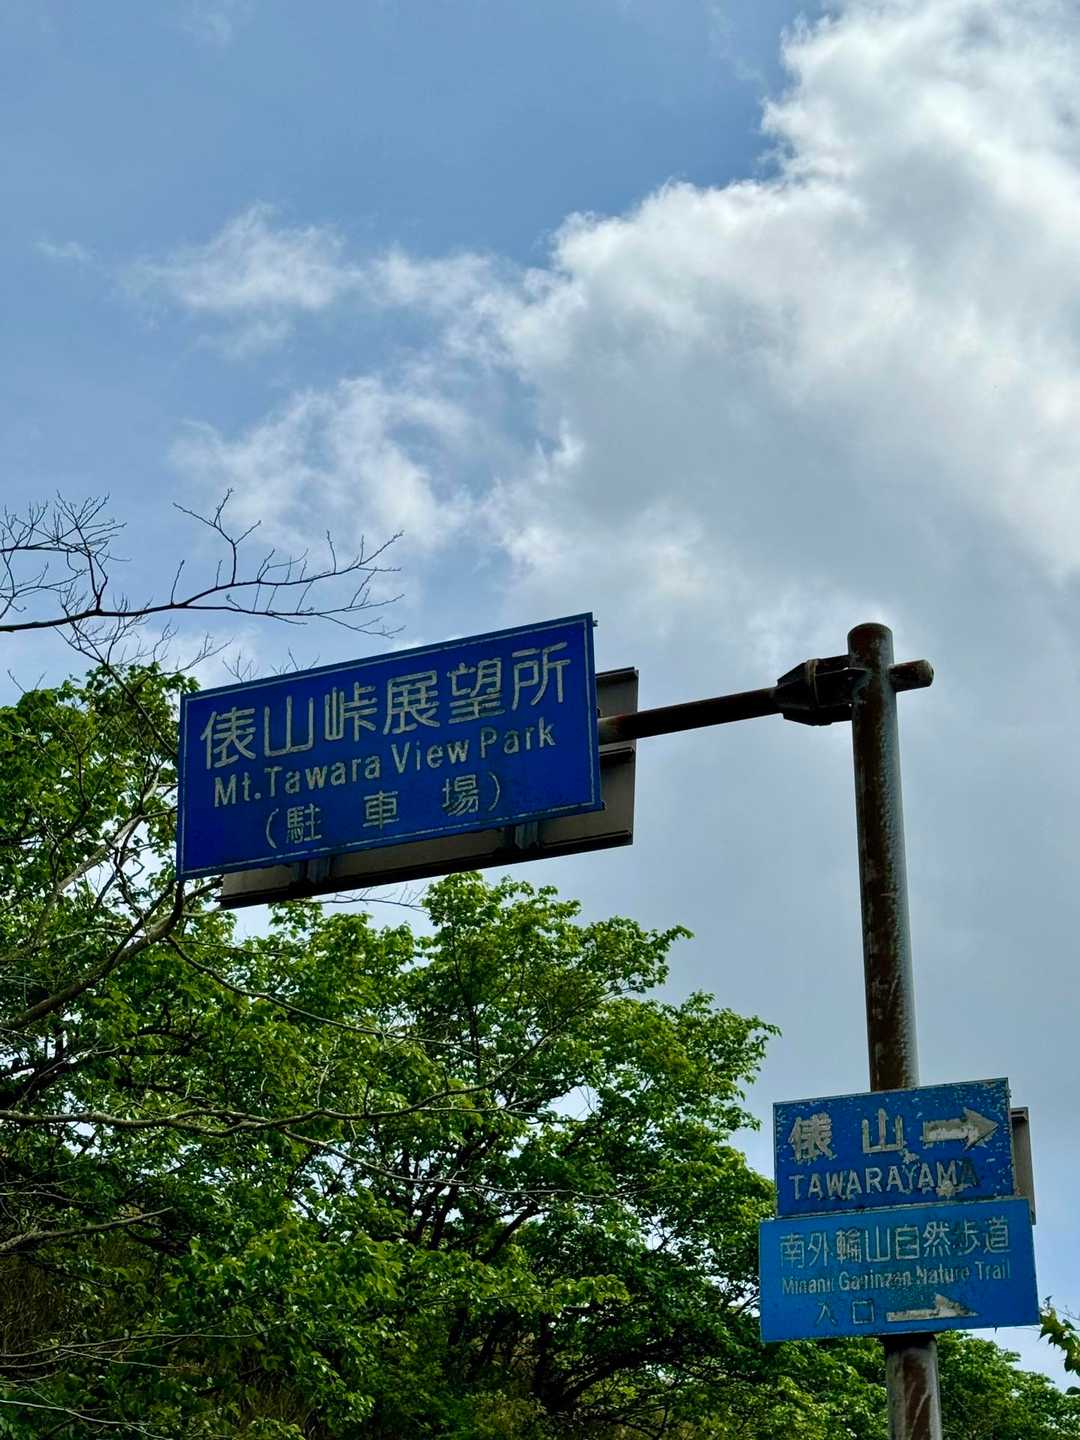 俵山峠展望所
Mt.Tawara View Park
(駐車場)
俵山
TAWARAYAMA
南外輪山自然歩道
Minami Gairinzan Nature Trail
入口